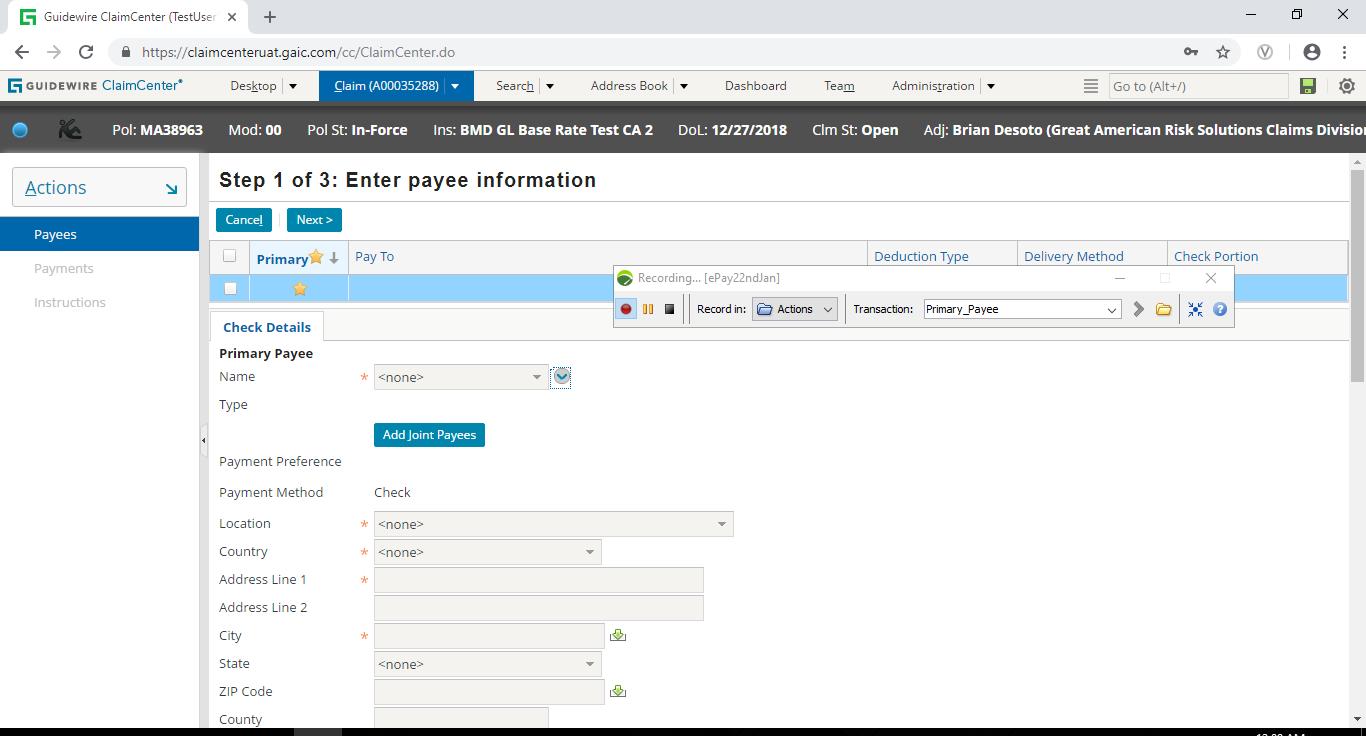 Guidewire ClaimCenter (TestUser
https://claimcenteruat.gaic.com/cc/ClaimCenter.do
GUIDEWIRE ClaimCenter® Desktop Claim (A00035288) Search Address Book Dashboard Team Administration Go to (Alt+/)
Pol: MA38963 Mod: 00 Pol St: In-Force Ins: BMD GL Base Rate Test CA 2 DoL: 12/27/2018 Clm St: Open Adj: Brian Desoto (Great American Risk Solutions Claims Division
Actions
Payees
Payments
Instructions
Step 1 of 3: Enter payee information
Cancel Next >
Primary Pay To Deduction Type Delivery Method Check Portion
Recording... [ePay22ndJan]
Record in: Actions Transaction: Primary_Payee
Check Details
Primary Payee
Name * <none>
Type
Add Joint Payees
Payment Preference
Payment Method Check
Location * <none>
Country * <none>
Address Line 1 *
Address Line 2
City *
State <none>
ZIP Code
County